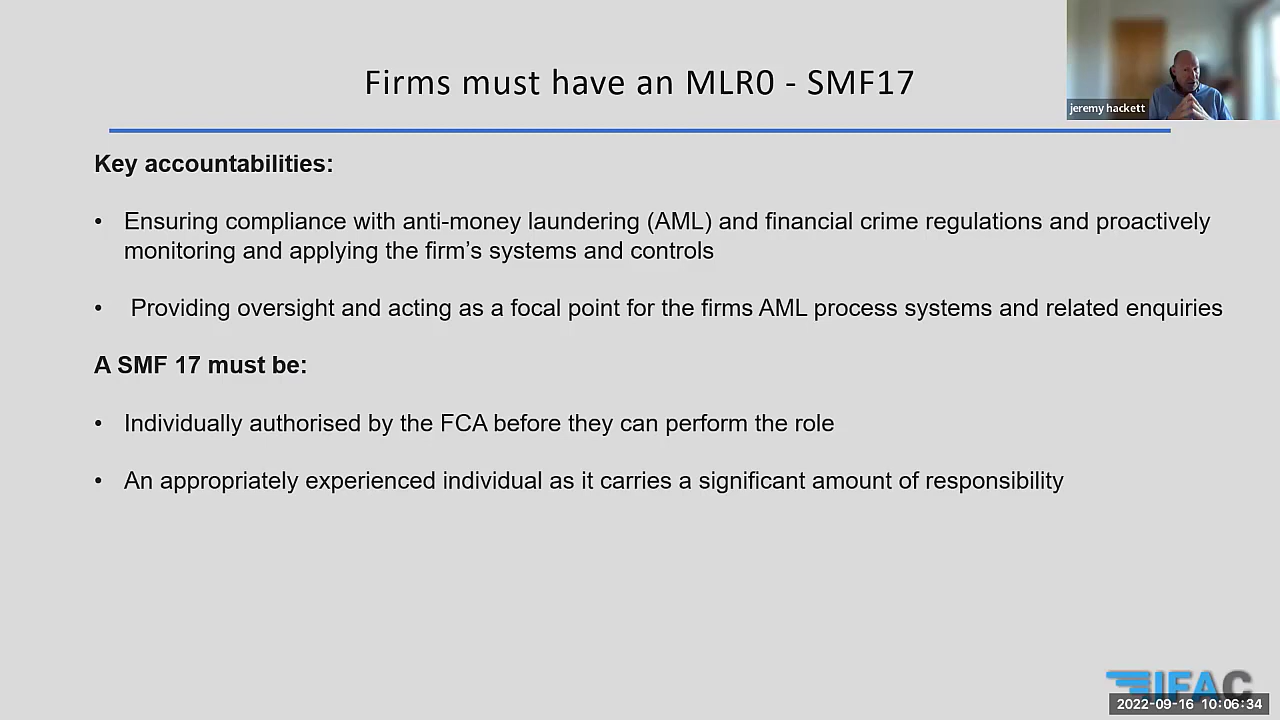 Firms must have an MLR0 - SMF17
jeremy hackett
Key accountabilities:
• Ensuring compliance with anti-money laundering (AML) and financial crime regulations and proactively
monitoring and applying the firm’s systems and controls
• Providing oversight and acting as a focal point for the firms AML process systems and related enquiries
A SMF 17 must be:
• Individually authorised by the FCA before they can perform the role
• An appropriately experienced individual as it carries a significant amount of responsibility
IFAC
2022-09-16 10:06:34